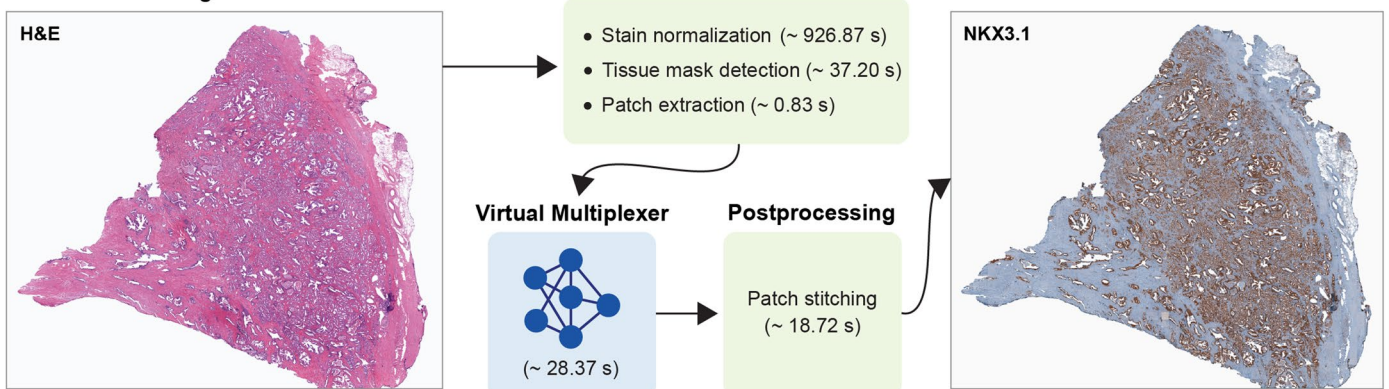 H&E
• Stain normalization (~ 926.87 s)
• Tissue mask detection (~ 37.20 s)
• Patch extraction (~ 0.83 s)
NKX3.1
Virtual Multiplexer
(~ 28.37 s)
Postprocessing
Patch stitching
(~ 18.72 s)